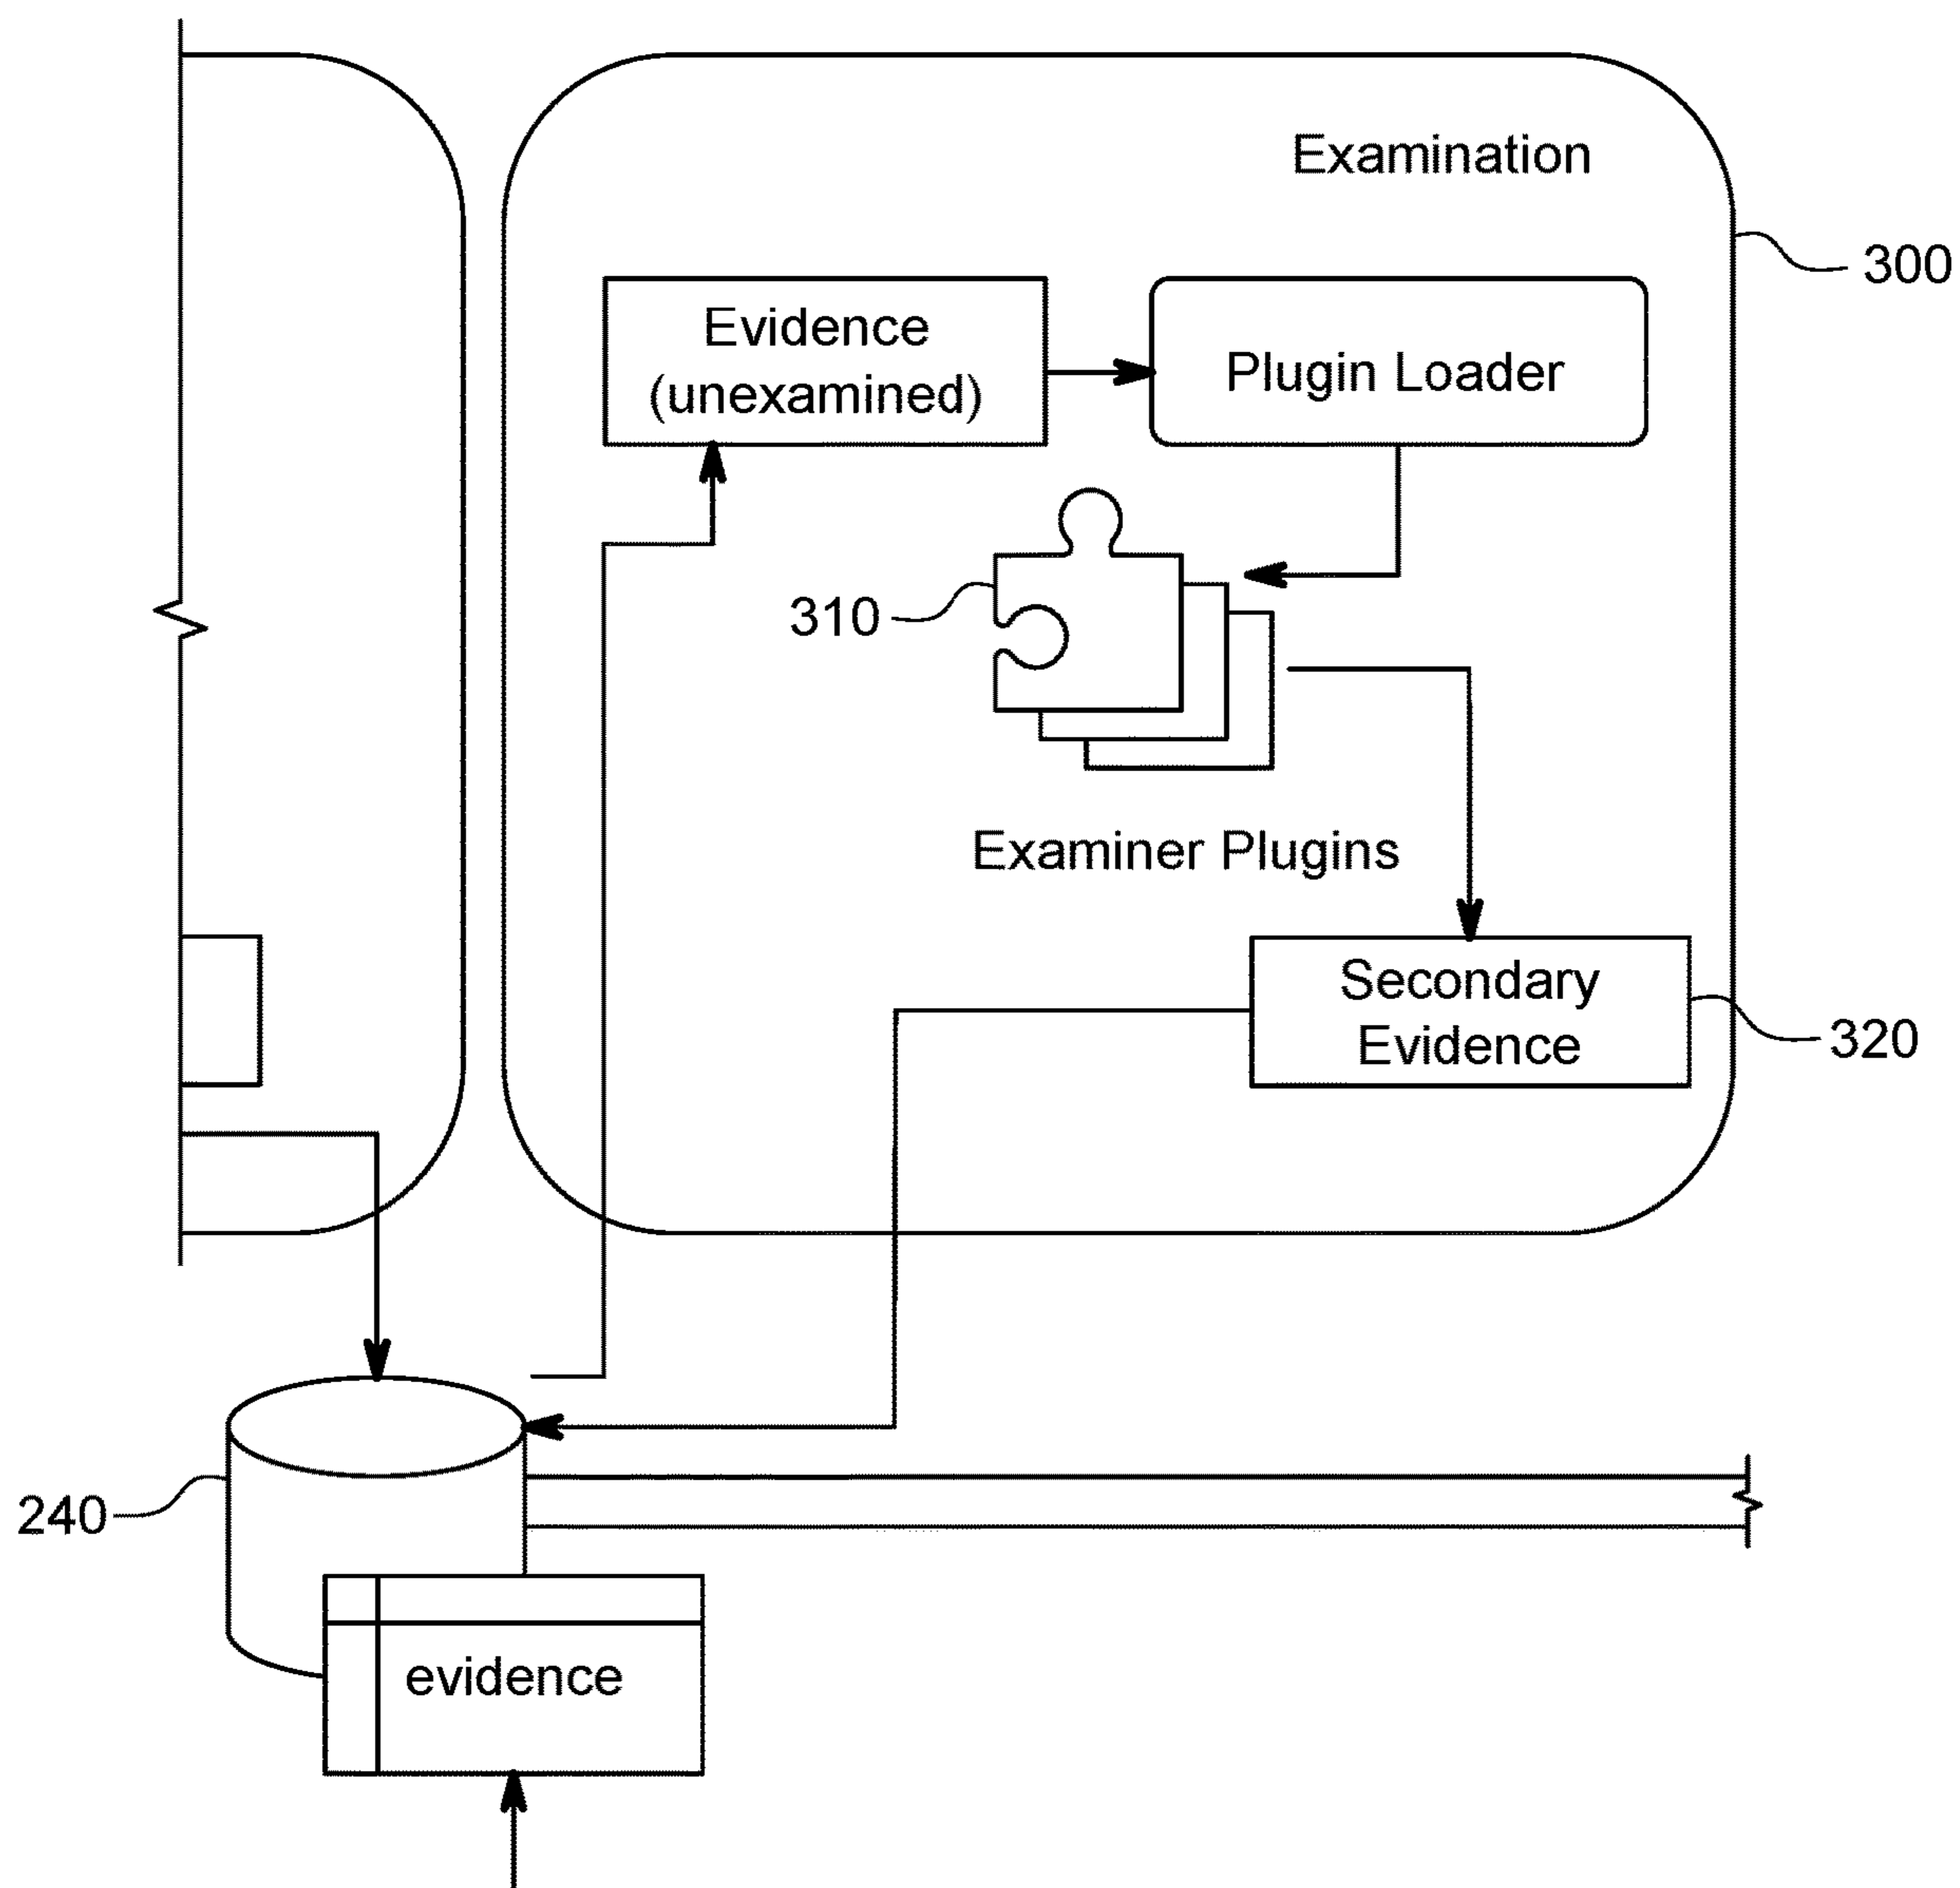 Examination
300
Evidence
(unexamined)
Plugin Loader
310
Examiner Plugins
Secondary
Evidence
320
240
evidence